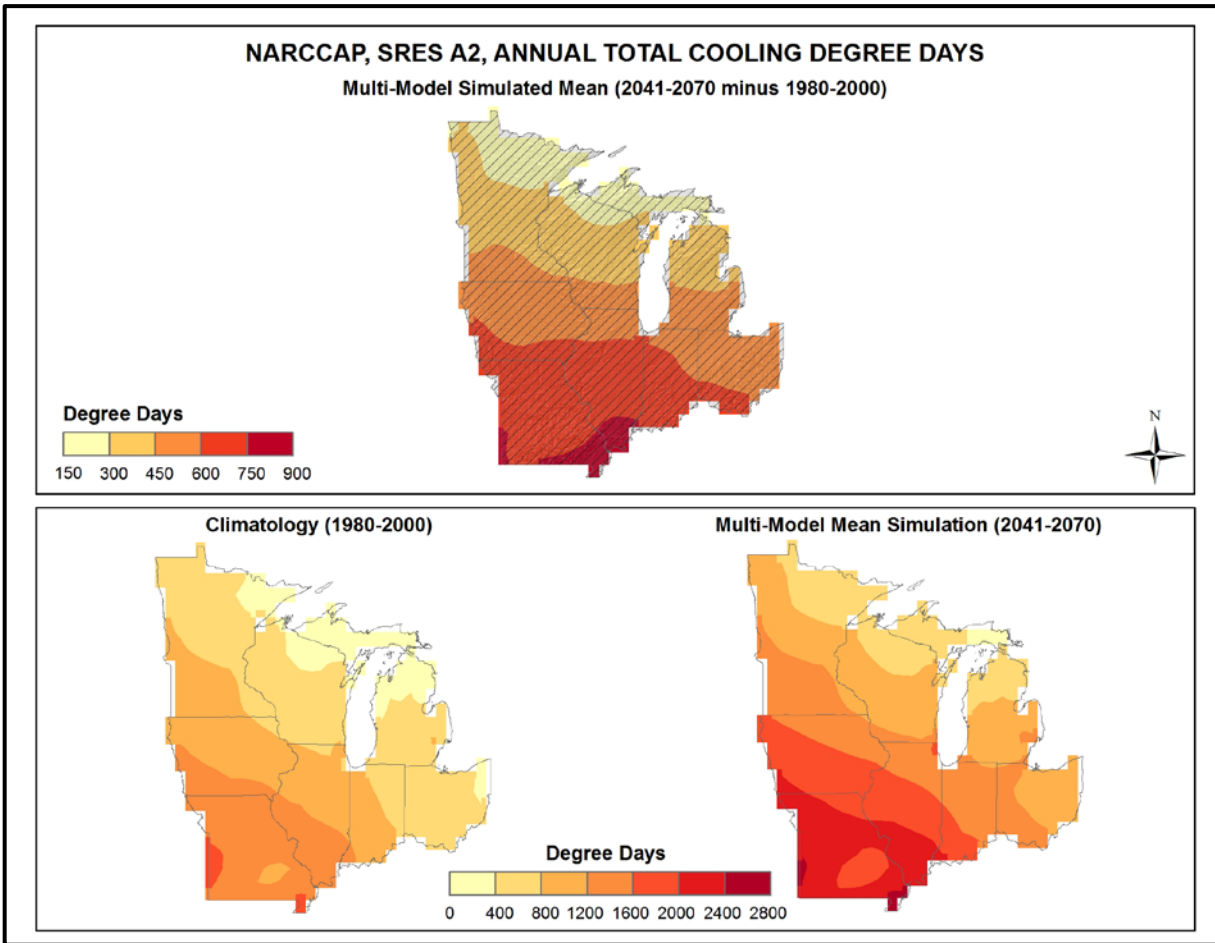 NARCCAP, SRES A2, ANNUAL TOTAL COOLING DEGREE DAYS
Multi-Model Simulated Mean (2041-2070 minus 1980-2000)
Degree Days
150 300 450 600 750 900
N
Climatology (1980-2000)
Multi-Model Mean Simulation (2041-2070)
Degree Days
0 400 800 1200 1600 2000 2400 2800